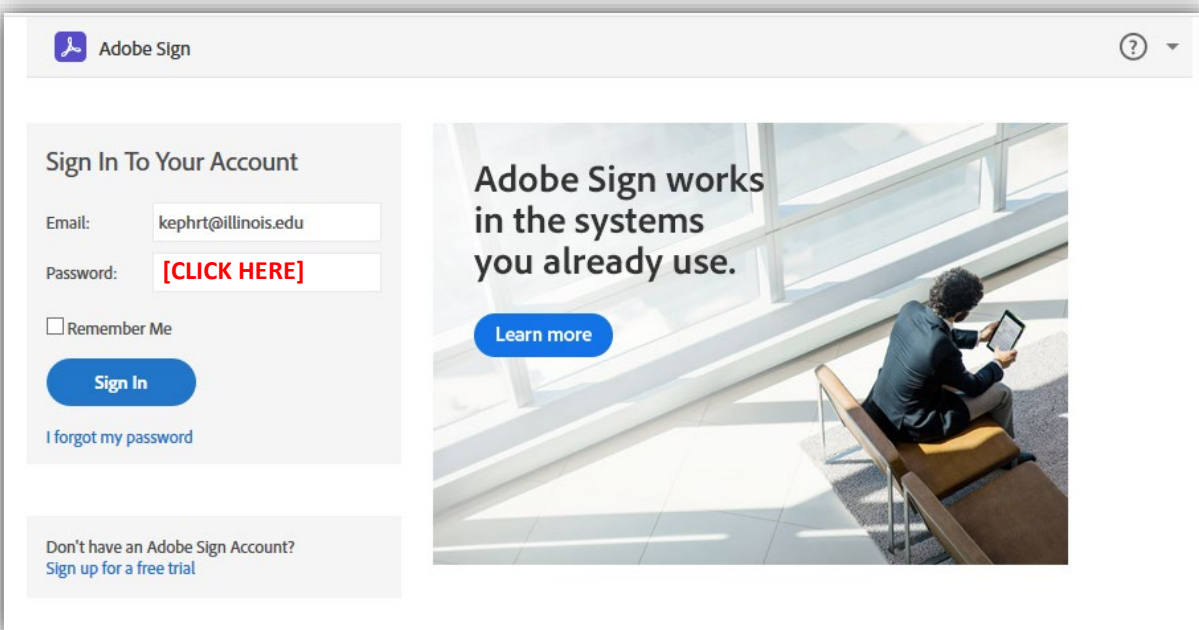 Adobe Sign
?
Sign In To Your Account
Email: kephrt@illinois.edu
Password: [CLICK HERE]
Remember Me
Sign In
I forgot my password
Don't have an Adobe Sign Account?
Sign up for a free trial
Adobe Sign works
in the systems
you already use.
Learn more